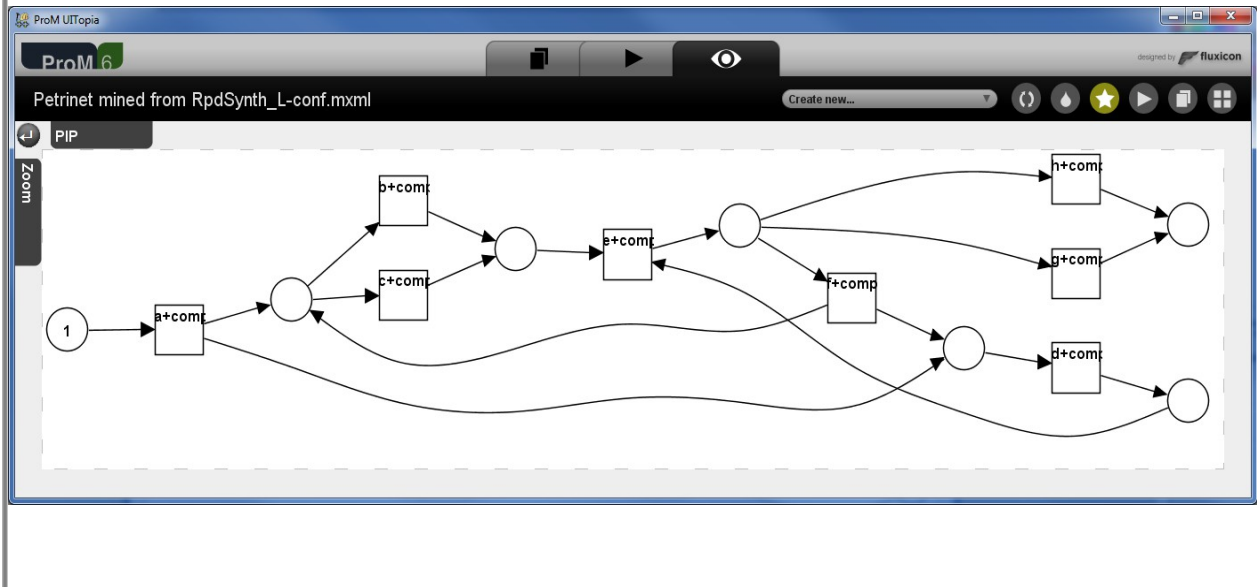 ProM UITopia
ProM 6
designed by fluxicon
Petrinet mined from RpdSynth_L-conf.mxml
Create new...
PIP
Zoom
h+comp
b+comp
e+comp
g+comp
c+comp
f+comp
a+comp
1
d+comp